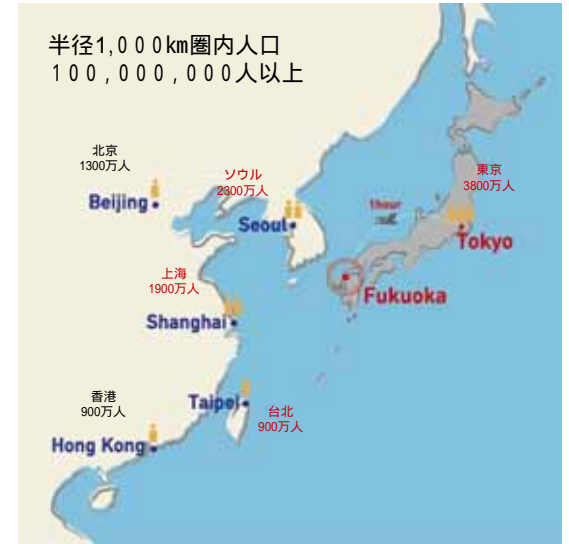 半径1,000km圏内人口
100,000,000人以上
北京
1300万人
Beijing
ソウル
2300万人
Seoul
東京
3800万人
1hour
Tokyo
Fukuoka
上海
1900万人
Shanghai
香港
900万人
Taipei
台北
900万人
Hong Kong